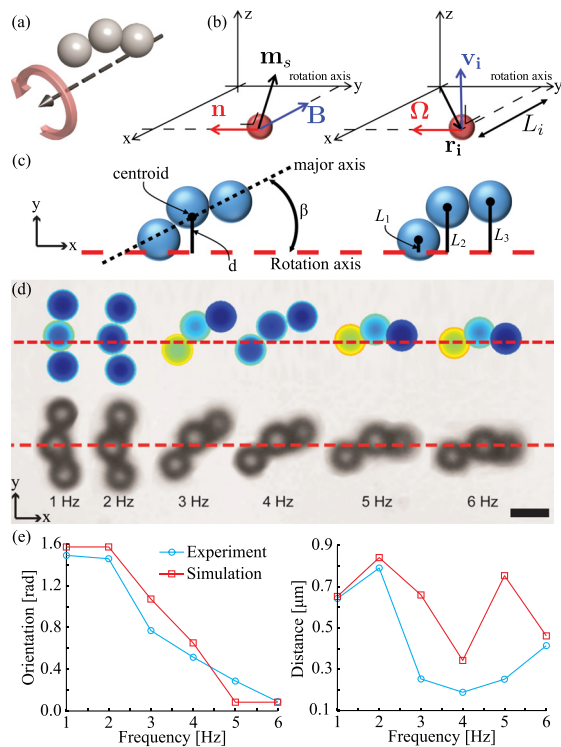 (a)
(b)
z
m_s
rotation axis
y
n
B
x
z
v_i
rotation axis
y
Ω
L_i
r_i
x
(c)
centroid
major axis
y
β
x
d
Rotation axis
L_1
L_2
L_3
(d)
y
x
1 Hz 2 Hz 3 Hz 4 Hz 5 Hz 6 Hz
(e)
Orientation [rad]
1.6
1.2
0.8
0.4
0.0
Experiment
Simulation
1 2 3 4 5 6
Frequency [Hz]
Distance [μm]
0.9
0.7
0.5
0.3
0.1
1 2 3 4 5 6
Frequency [Hz]